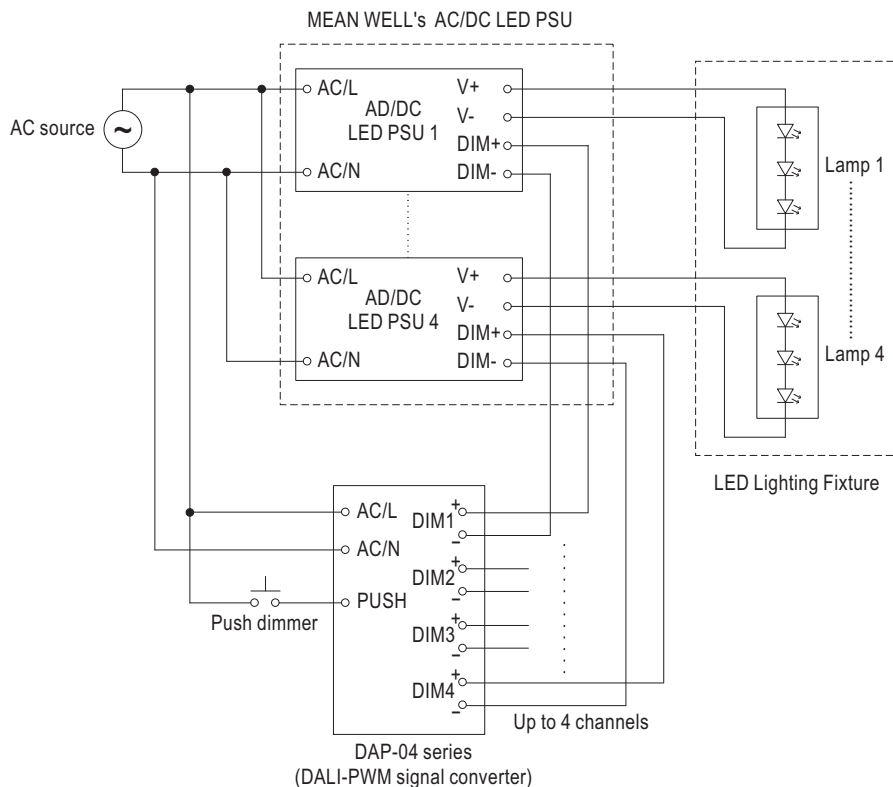 MEAN WELL's AC/DC LED PSU
AC source
~
AC/L
AD/DC
LED PSU 1
AC/N
V+
V-
DIM+
DIM-
Lamp 1
AC/L
AD/DC
LED PSU 4
AC/N
V+
V-
DIM+
DIM-
Lamp 4
LED Lighting Fixture
AC/L
AC/N
PUSH
Push dimmer
DIM1
+
-
DIM2
+
-
DIM3
+
-
DIM4
+
-
Up to 4 channels
DAP-04 series
(DALI-PWM signal converter)